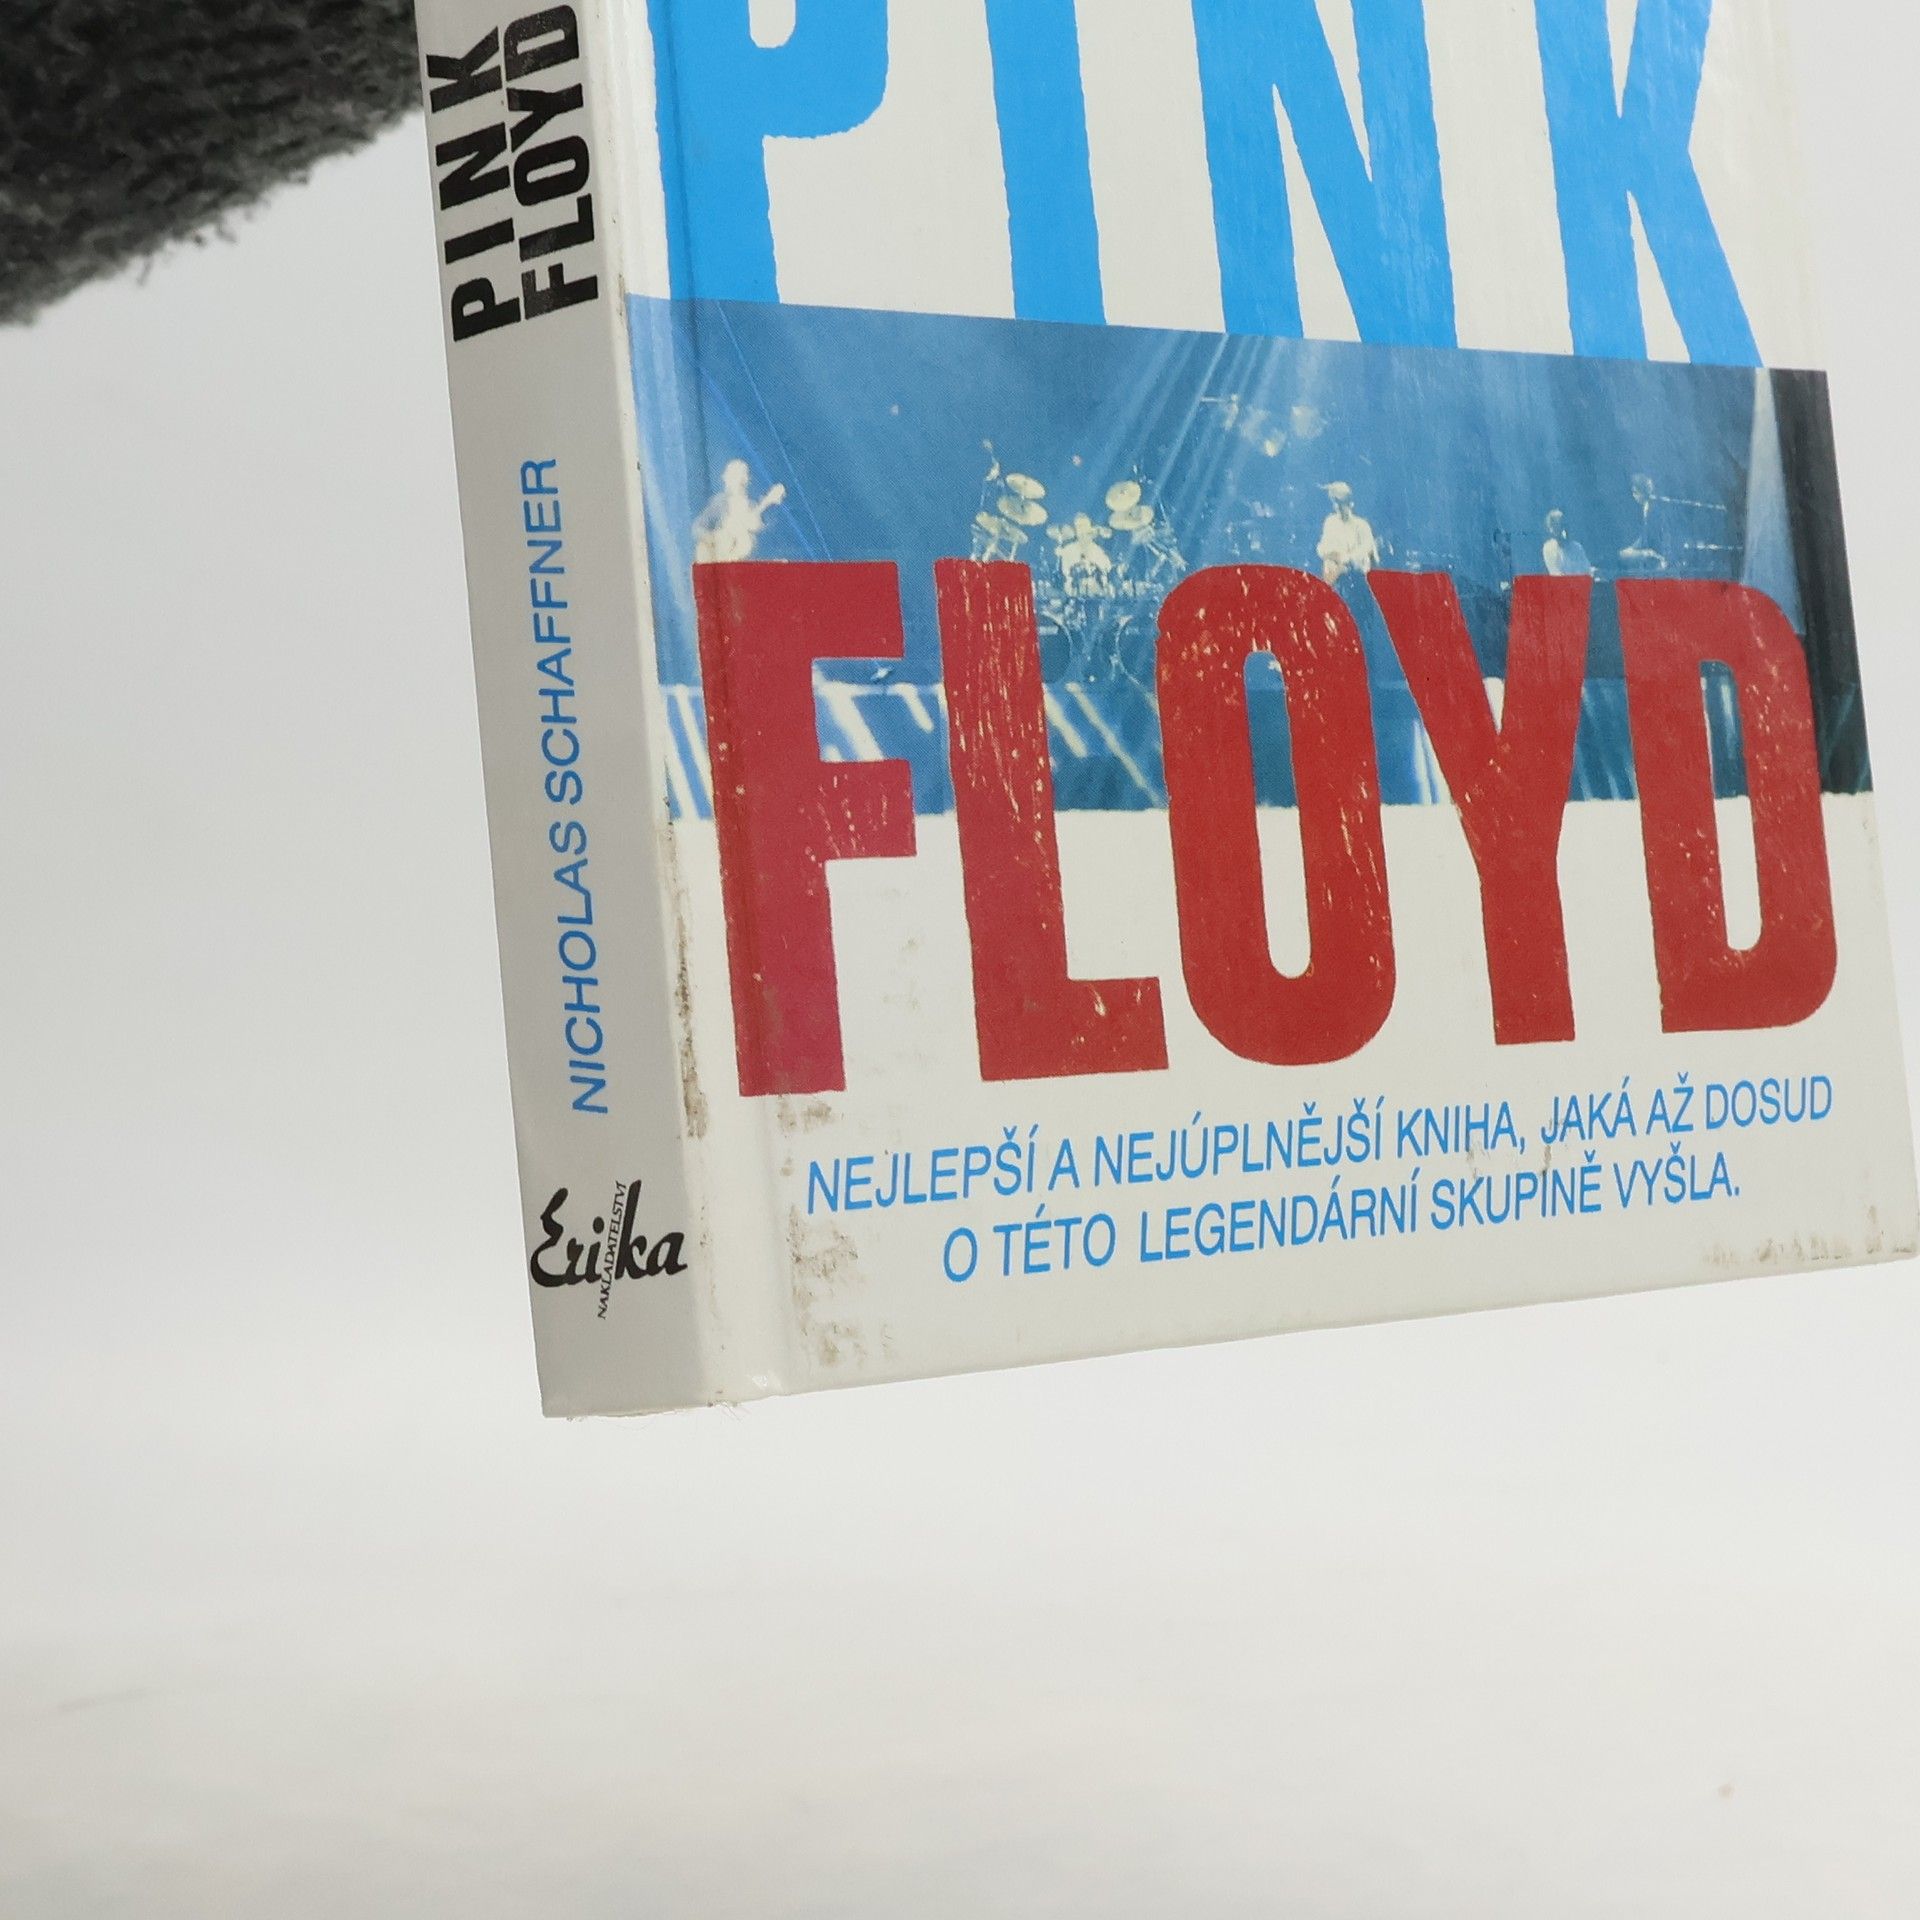 PINK
FLOYD
NICHOLAS SCHAFFNER
Erika
NAKLADATELSTVÍ
PINK
FLOYD
NEJLEPŠÍ A NEJÚPLNĚJŠÍ KNIHA, JAKÁ AŽ DOSUD
O TÉTO LEGENDÁRNÍ SKUPINĚ VYŠLA.